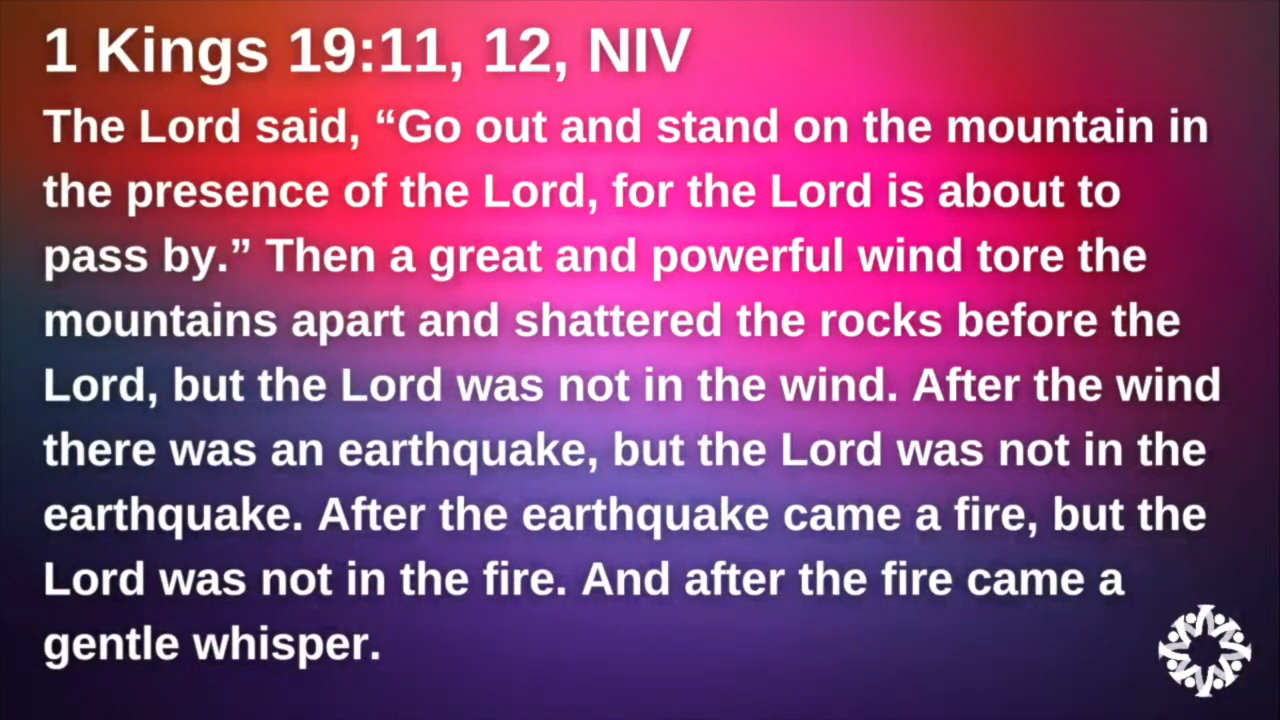 1 Kings 19:11, 12, NIV
The Lord said, “Go out and stand on the mountain in
the presence of the Lord, for the Lord is about to
pass by.” Then a great and powerful wind tore the
mountains apart and shattered the rocks before the
Lord, but the Lord was not in the wind. After the wind
there was an earthquake, but the Lord was not in the
earthquake. After the earthquake came a fire, but the
Lord was not in the fire. And after the fire came a
gentle whisper.